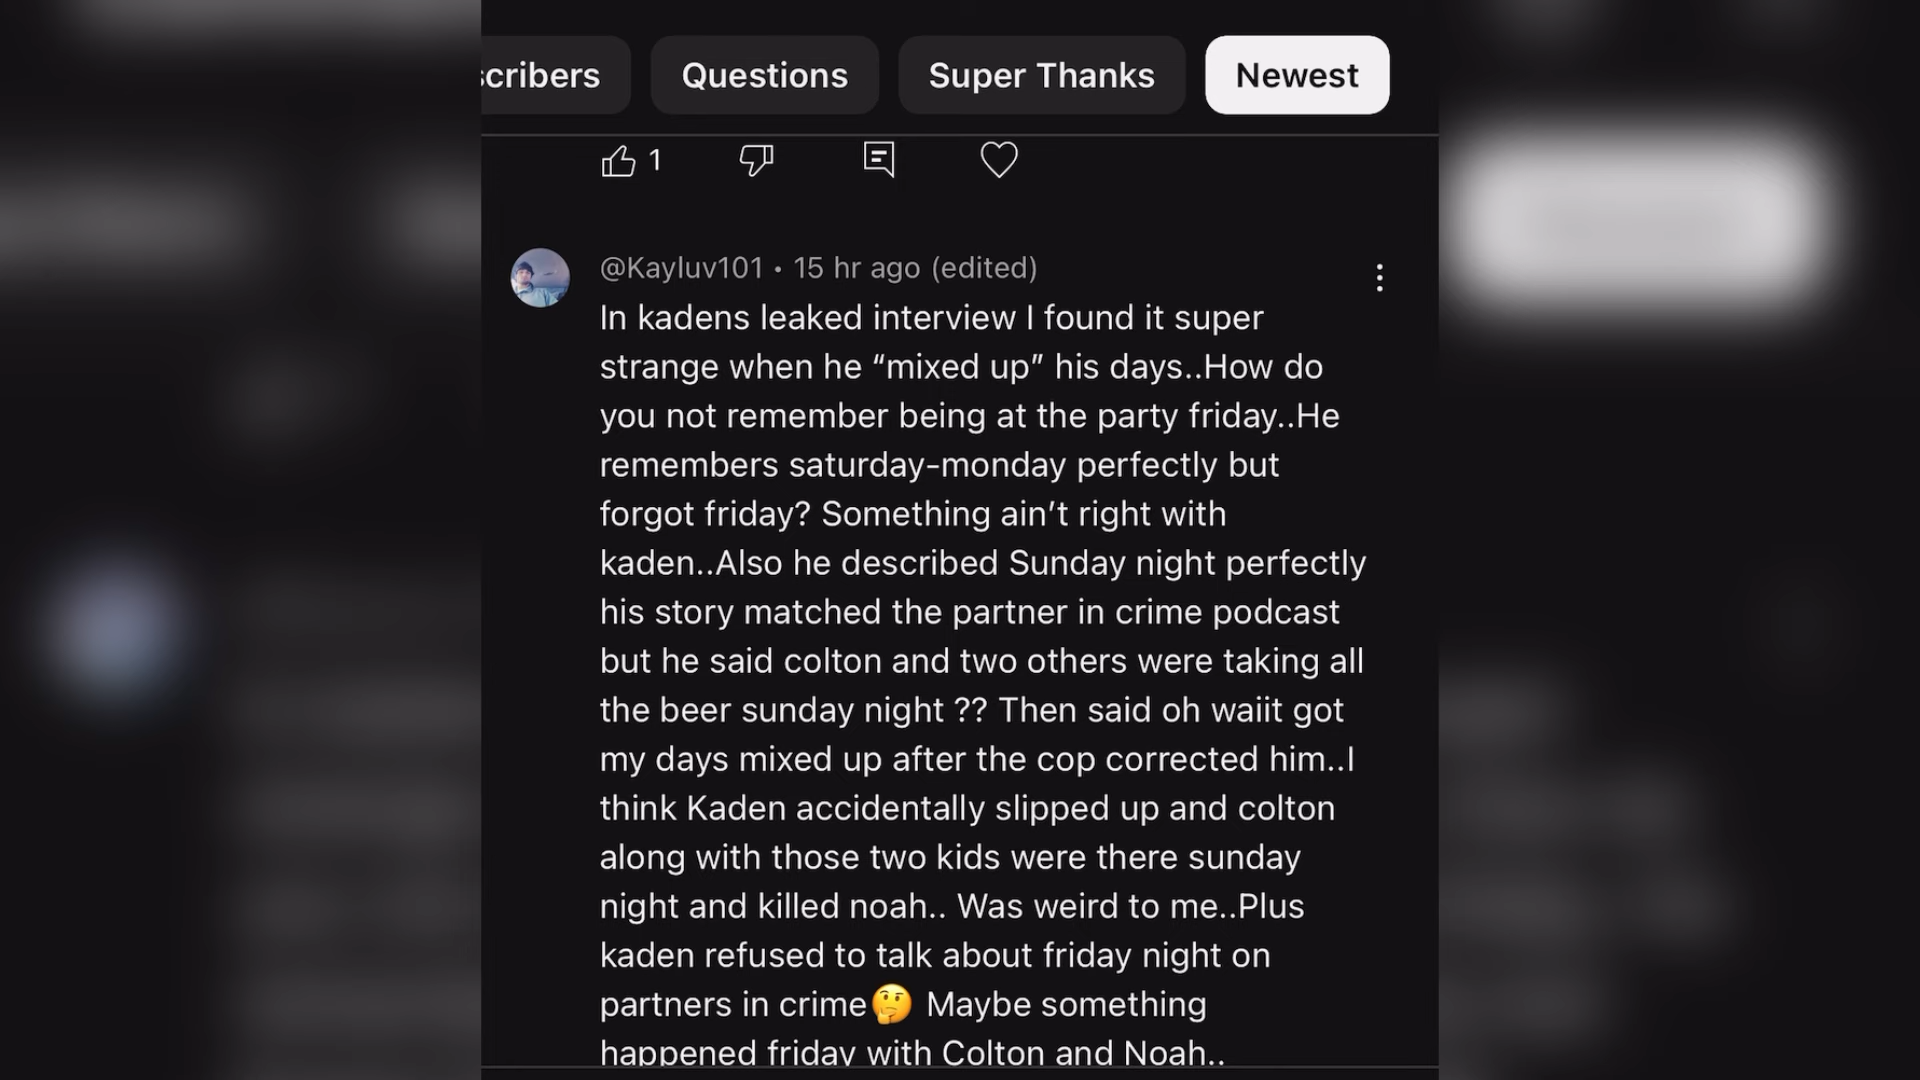 scribers Questions Super Thanks Newest
1
@Kayluv101 • 15 hr ago (edited)
In kadens leaked interview I found it super
strange when he “mixed up” his days..How do
you not remember being at the party friday..He
remembers saturday-monday perfectly but
forgot friday? Something ain’t right with
kaden..Also he described Sunday night perfectly
his story matched the partner in crime podcast
but he said colton and two others were taking all
the beer sunday night ?? Then said oh waiit got
my days mixed up after the cop corrected him..I
think Kaden accidentally slipped up and colton
along with those two kids were there sunday
night and killed noah.. Was weird to me..Plus
kaden refused to talk about friday night on
partners in crime🤔 Maybe something
happened friday with Colton and Noah..